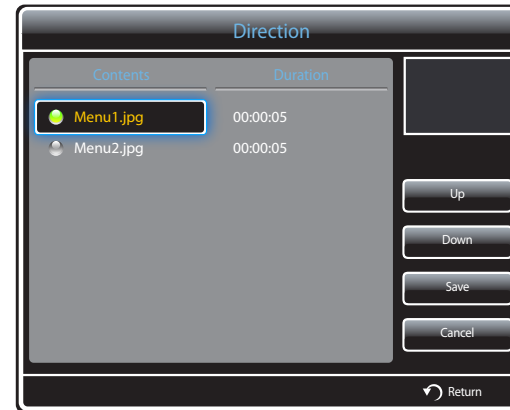 Direction
Contents Duration
Menu1.jpg 00:00:05
Menu2.jpg 00:00:05
Up
Down
Save
Cancel
Return